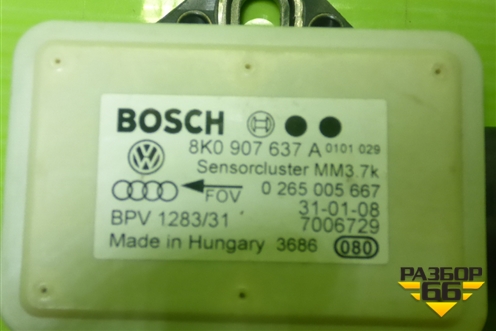 BOSCH
8K0 907 637 A 0101 029
Sensorcluster MM3.7k
FOV 0 265 005 667
31-01-08
BPV 1283/31 7006729
Made in Hungary 3686 080
РАЗБОР
66